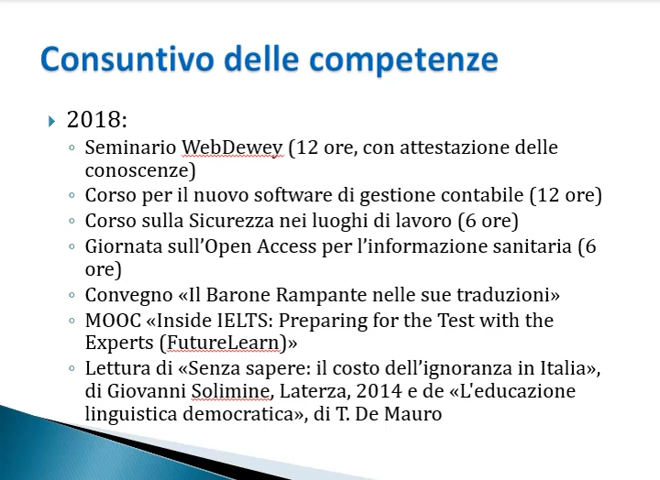 Consuntivo delle competenze
2018:
Seminario WebDewey (12 ore, con attestazione delle
conoscenze)
Corso per il nuovo software di gestione contabile (12 ore)
Corso sulla Sicurezza nei luoghi di lavoro (6 ore)
Giornata sull’Open Access per l’informazione sanitaria (6
ore)
Convegno «Il Barone Rampante nelle sue traduzioni»
MOOC «Inside IELTS: Preparing for the Test with the
Experts (FutureLearn)»
Lettura di «Senza sapere: il costo dell’ignoranza in Italia»,
di Giovanni Solimine, Laterza, 2014 e de «L'educazione
linguistica democratica», di T. De Mauro